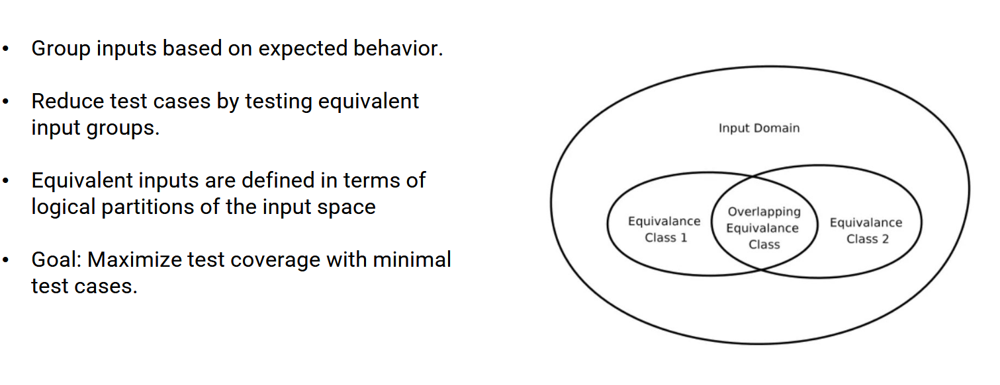 • Group inputs based on expected behavior.
• Reduce test cases by testing equivalent
input groups.
• Equivalent inputs are defined in terms of
logical partitions of the input space
• Goal: Maximize test coverage with minimal
test cases.
Input Domain
Equivalance
Class 1
Overlapping
Equivalance
Class
Equivalance
Class 2